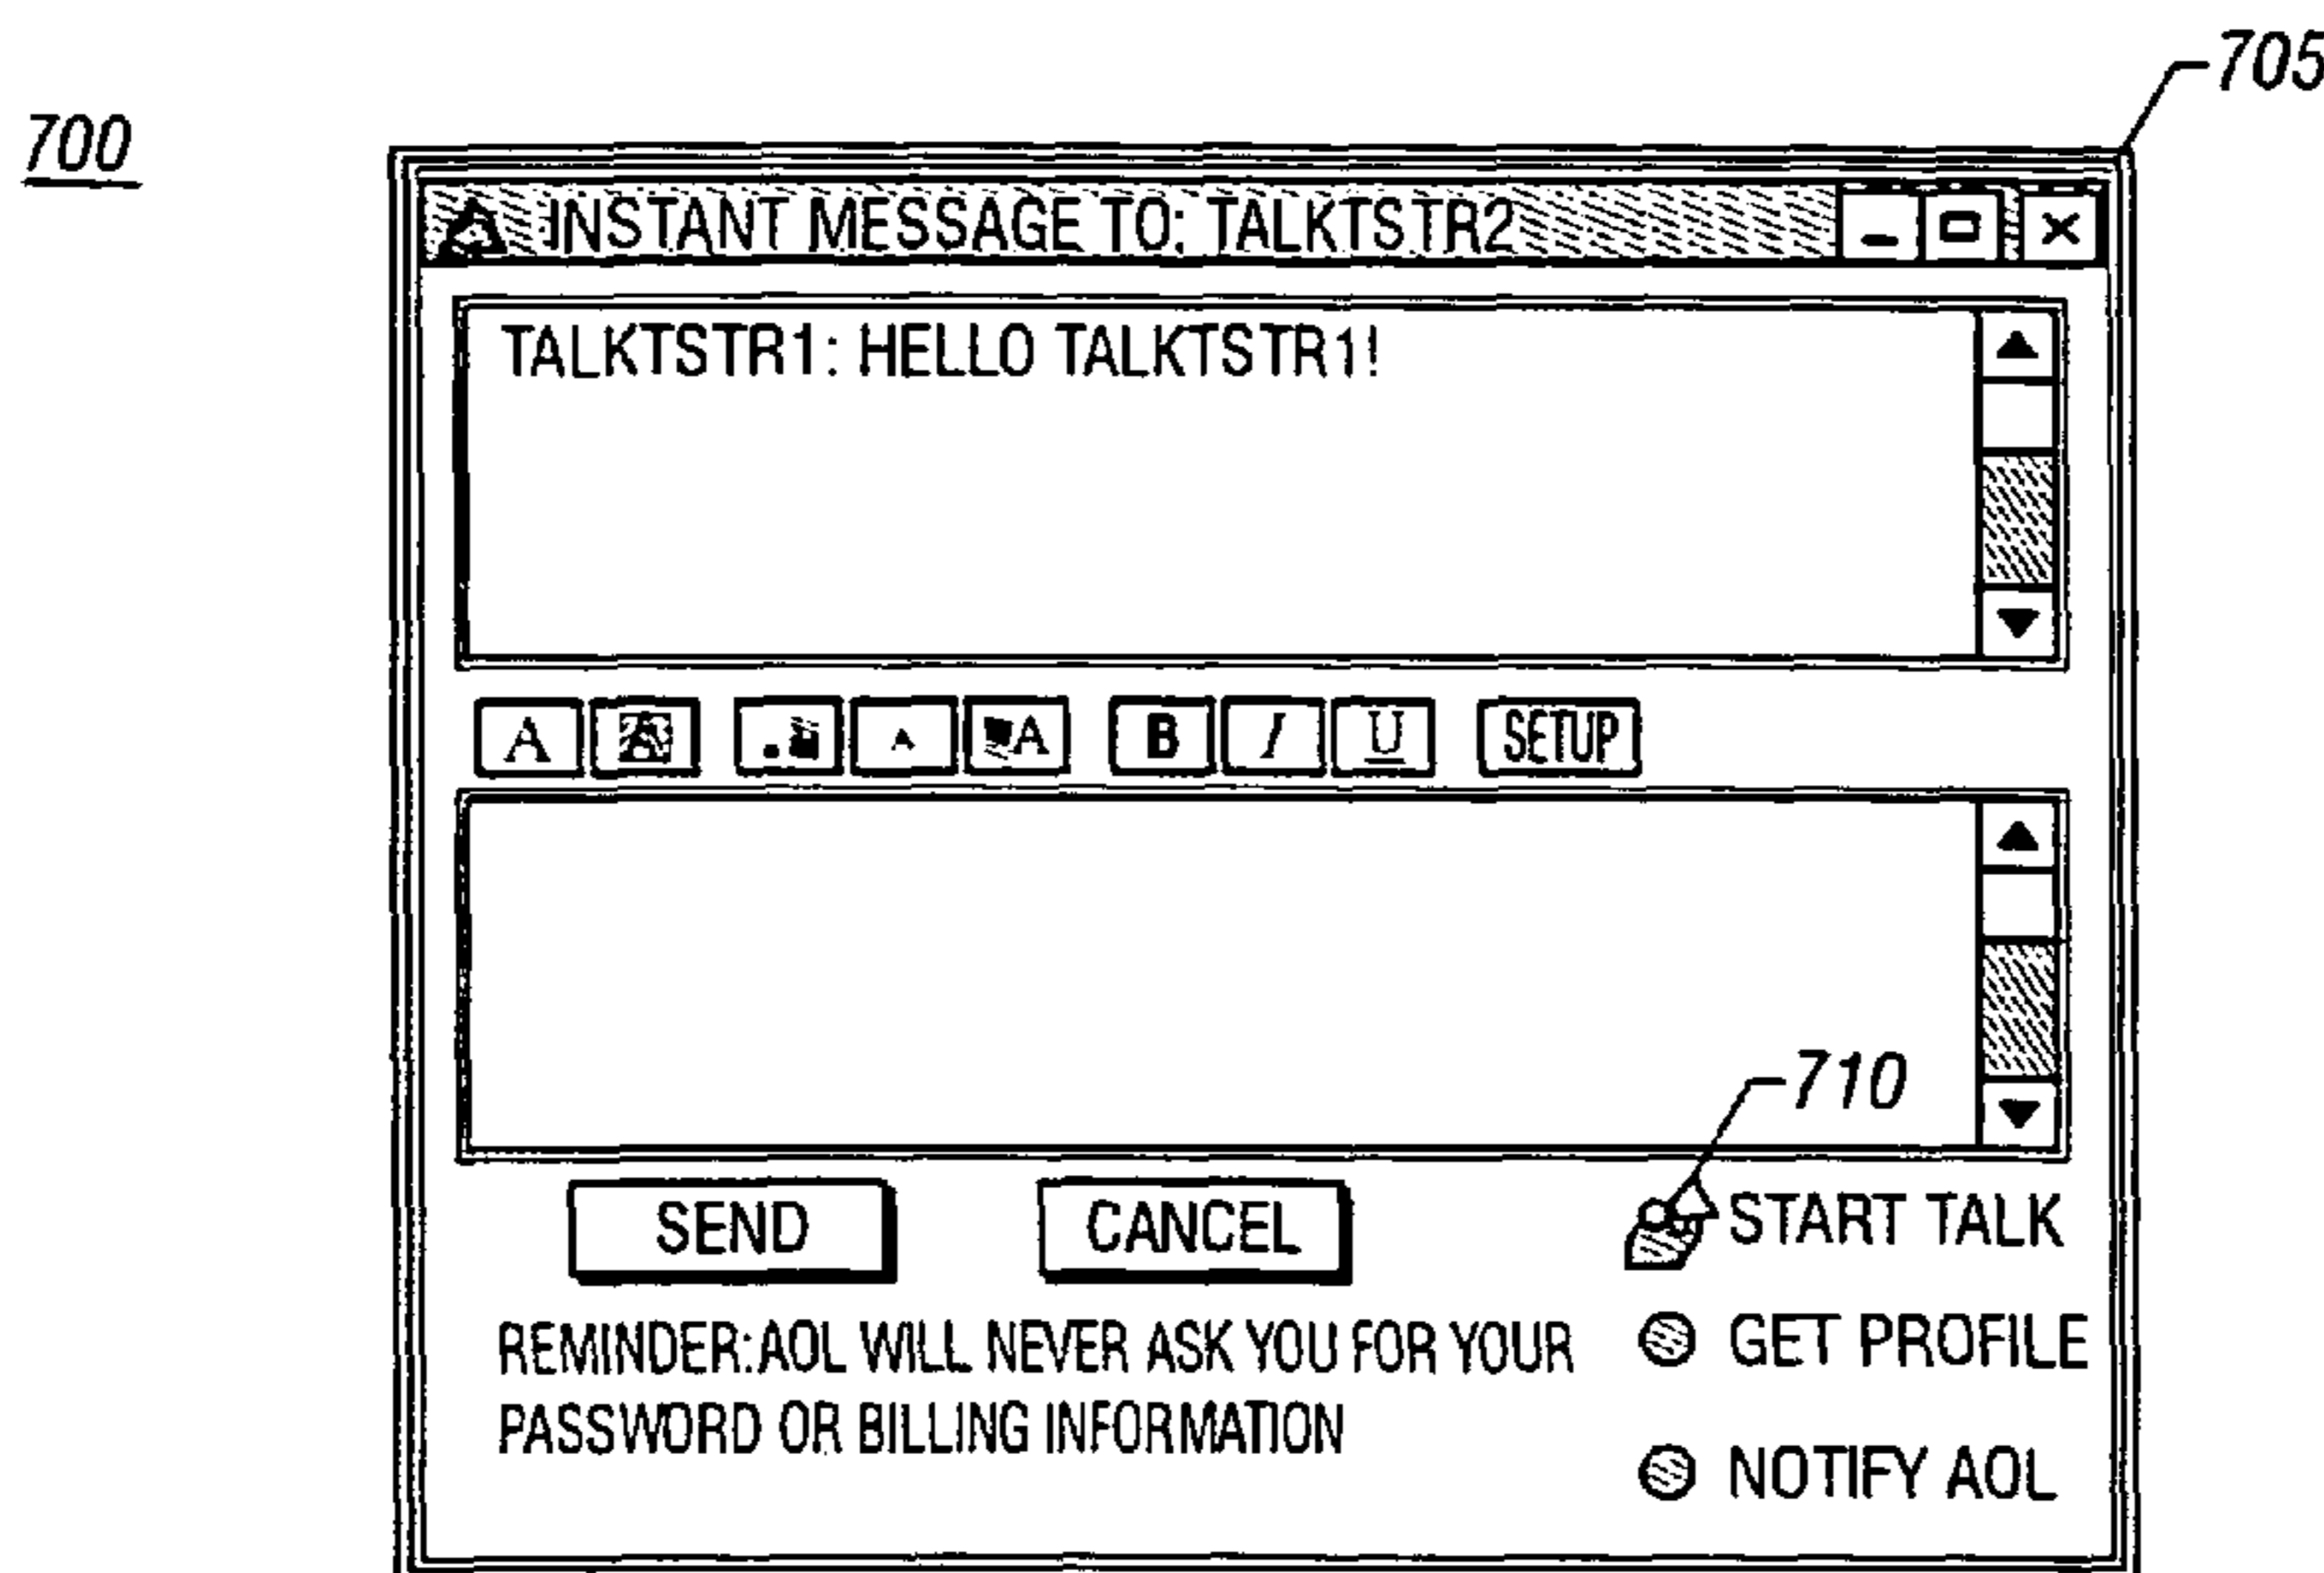 705
700
INSTANT MESSAGE TO: TALKTSTR2
TALKTSTR1: HELLO TALKTSTR1!
A A A A B I U SETUP
710
SEND CANCEL START TALK
REMINDER:AOL WILL NEVER ASK YOU FOR YOUR GET PROFILE
PASSWORD OR BILLING INFORMATION
NOTIFY AOL